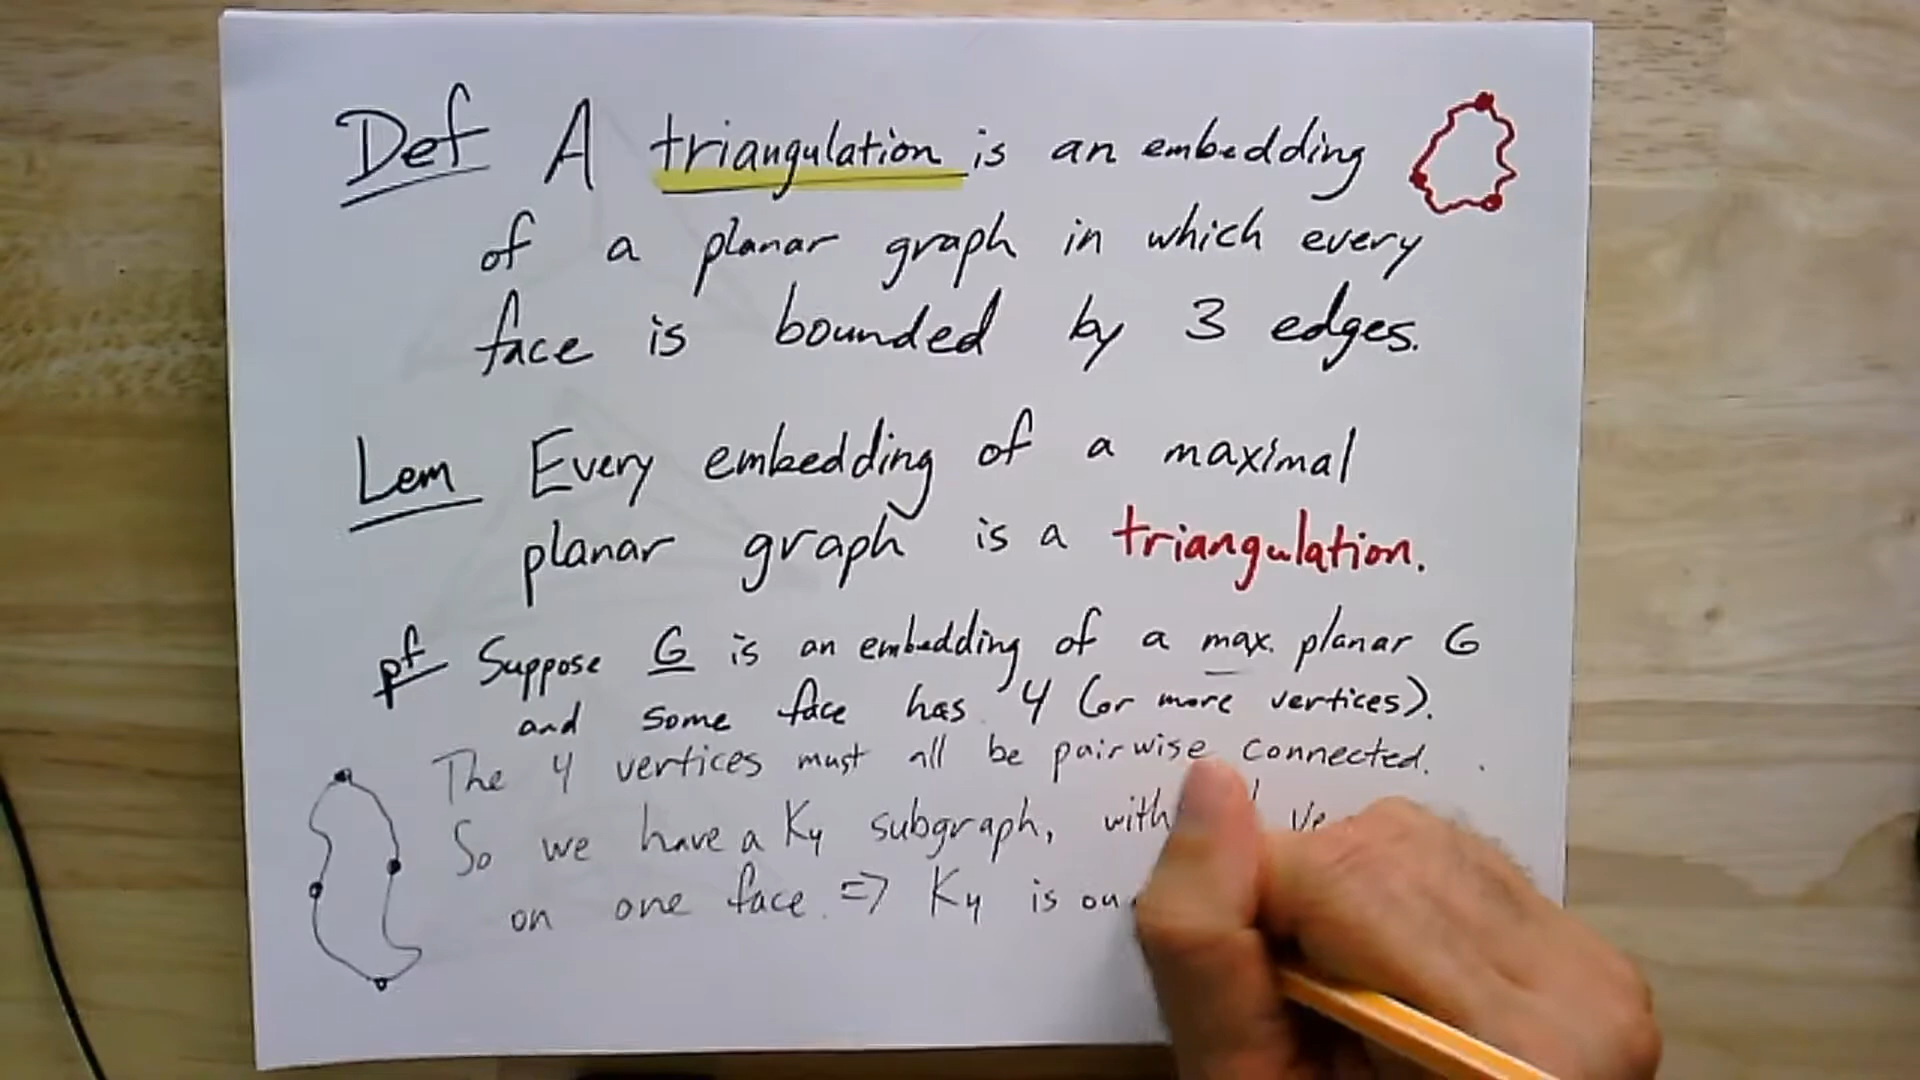 Def A triangulation is an embedding
of a planar graph in which every
face is bounded by 3 edges.
Lem Every embedding of a maximal
planar graph is a triangulation.
pf Suppose G is an embedding of a max. planar G
and some face has 4 (or more vertices).
The 4 vertices must all be pairwise connected.
So we have a K4 subgraph, with
on one face. => K4 is